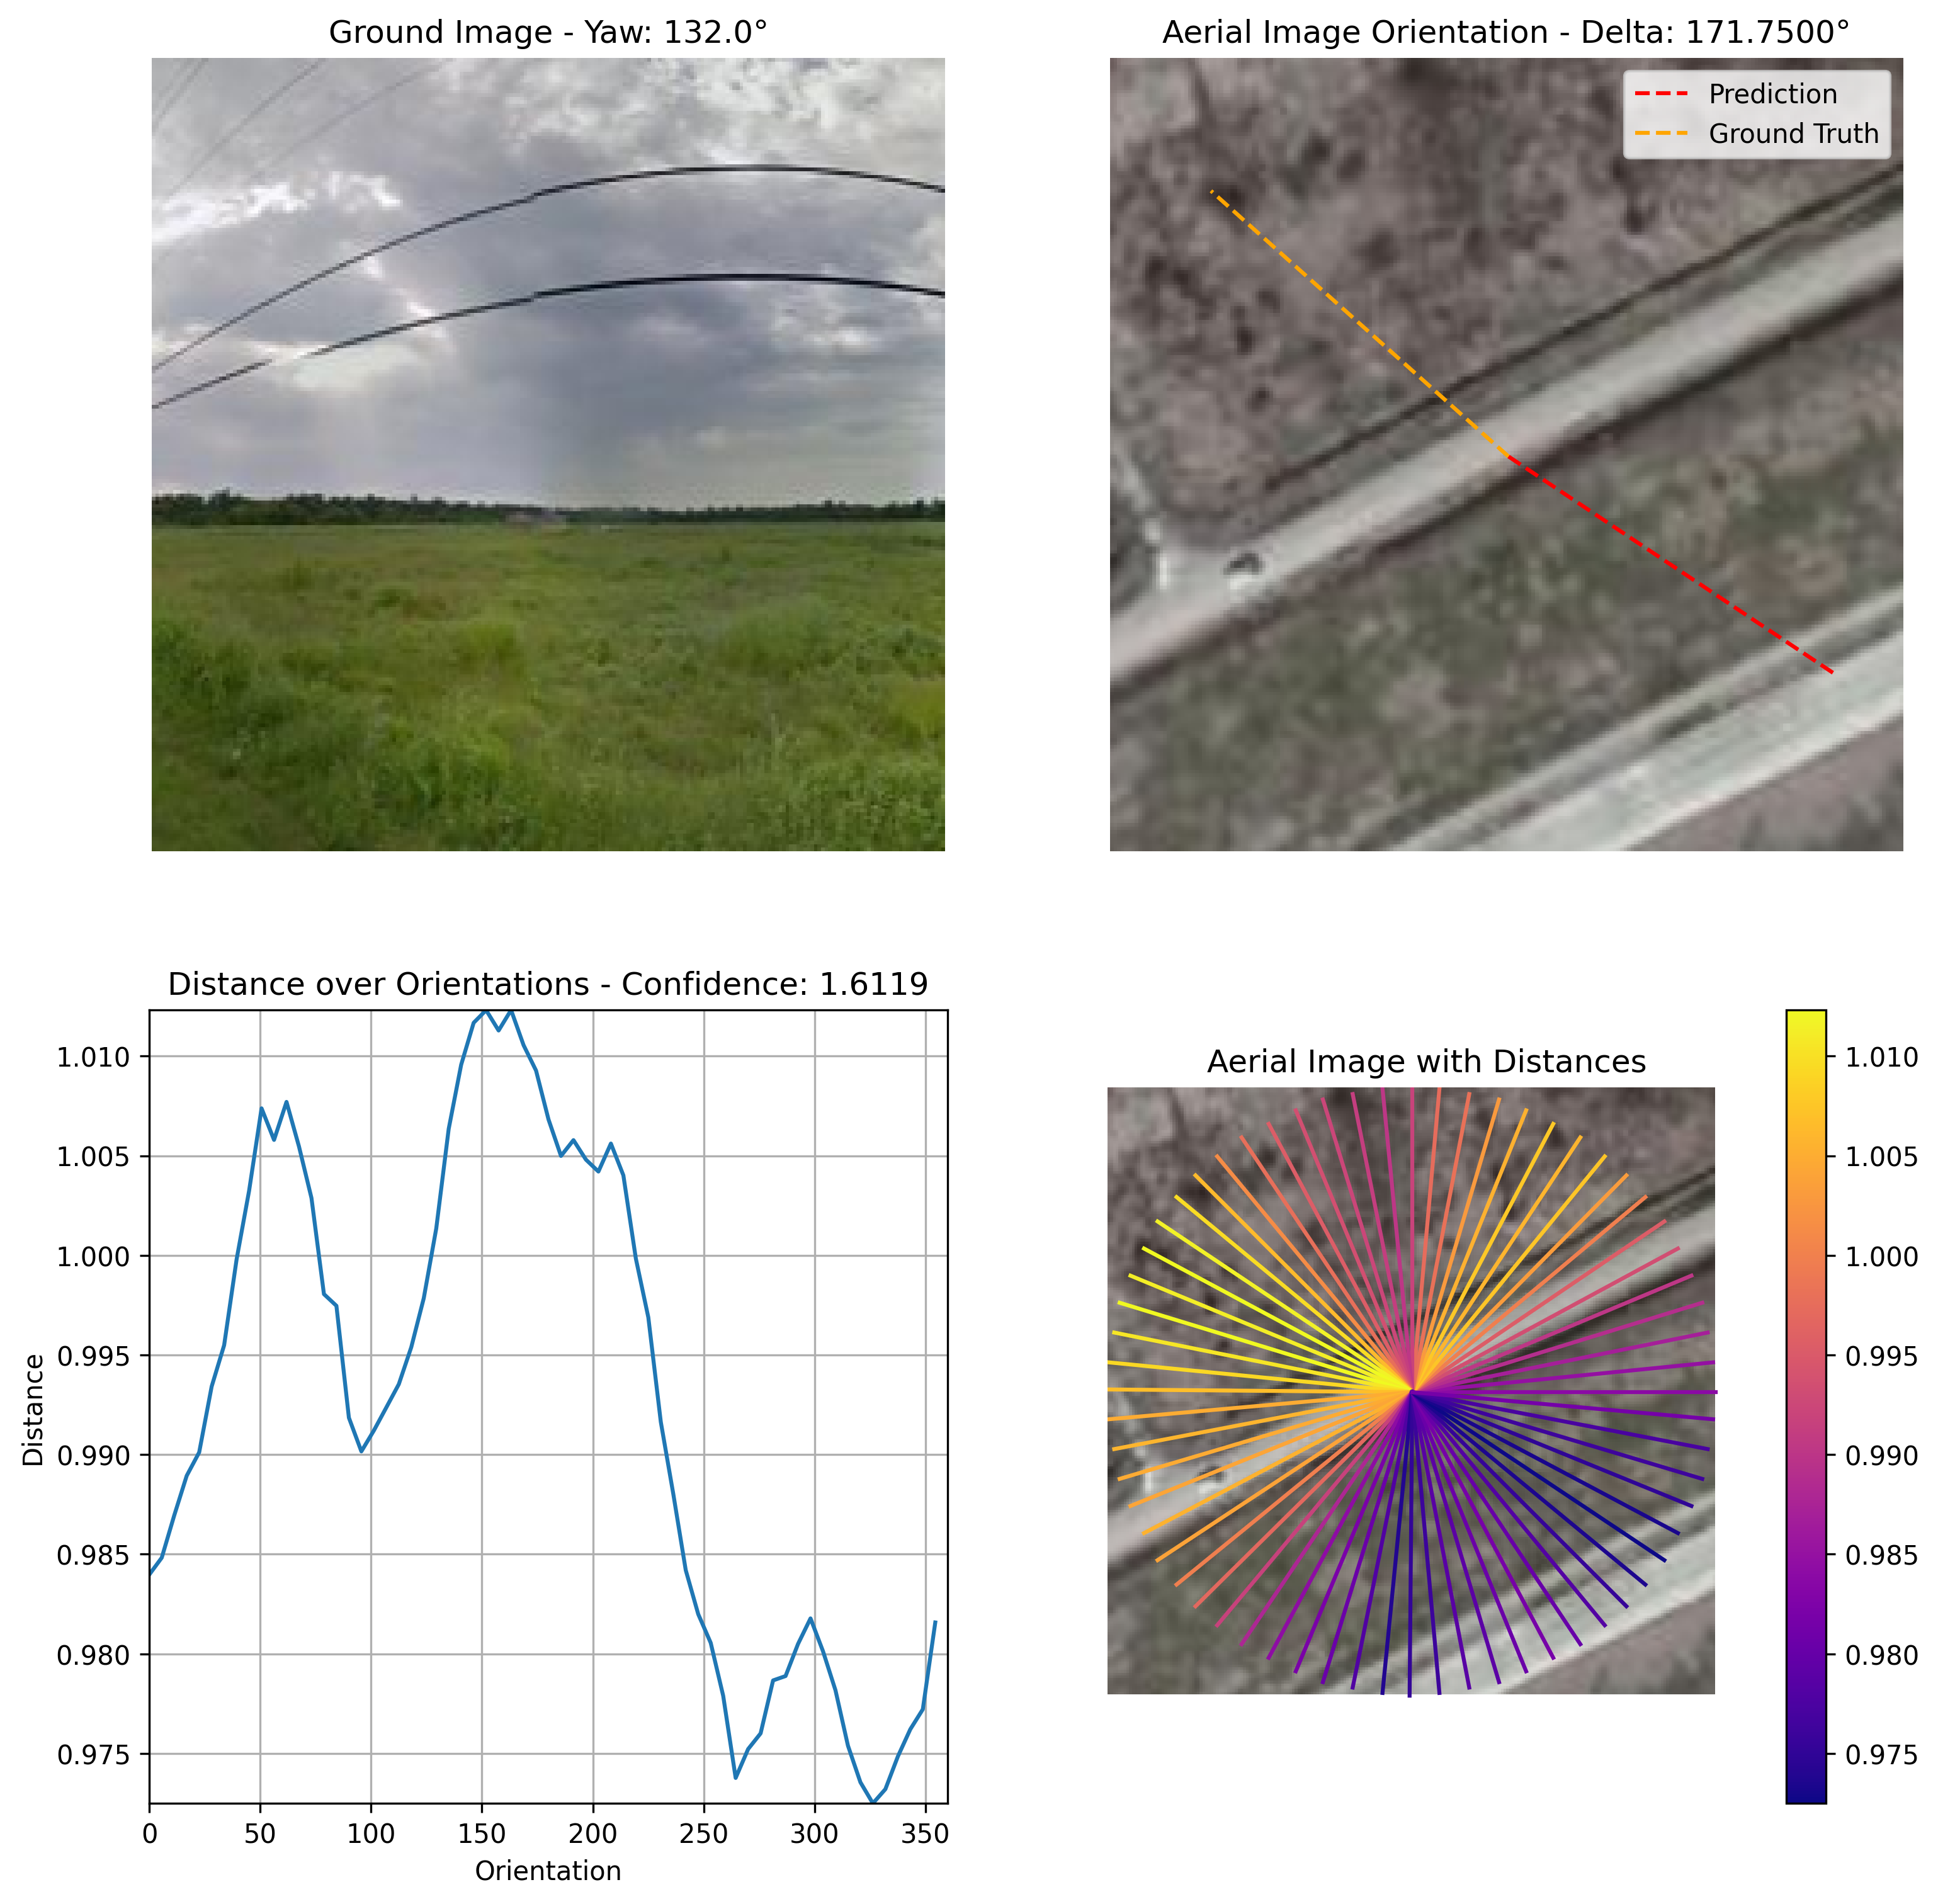 Ground Image - Yaw: 132.0°
Aerial Image Orientation - Delta: 171.7500°
Prediction
Ground Truth
Distance over Orientations - Confidence: 1.6119
1.010
1.005
1.000
0.995
0.990
0.985
0.980
0.975
Distance
0 50 100 150 200 250 300 350
Orientation
Aerial Image with Distances
1.010
1.005
1.000
0.995
0.990
0.985
0.980
0.975